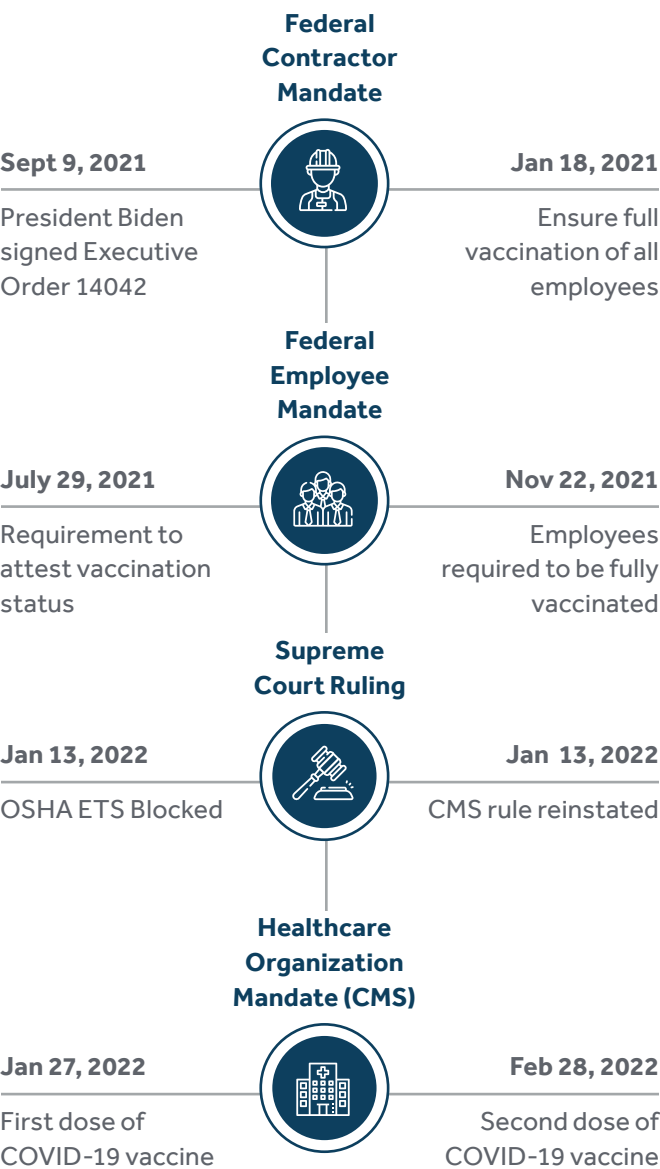 Federal
Contractor
Mandate
Sept 9, 2021
President Biden
signed Executive
Order 14042
Jan 18, 2021
Ensure full
vaccination of all
employees
Federal
Employee
Mandate
July 29, 2021
Requirement to
attest vaccination
status
Nov 22, 2021
Employees
required to be fully
vaccinated
Supreme
Court Ruling
Jan 13, 2022
OSHA ETS Blocked
Jan 13, 2022
CMS rule reinstated
Healthcare
Organization
Mandate (CMS)
Jan 27, 2022
First dose of
COVID-19 vaccine
Feb 28, 2022
Second dose of
COVID-19 vaccine